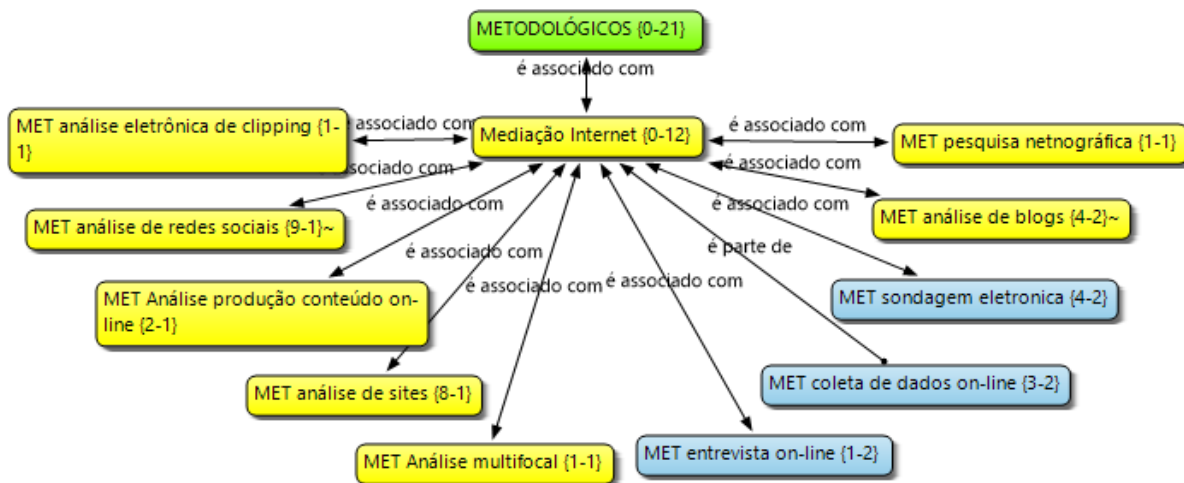 METODOLÓGICOS {0-21}
é associado com
MET análise eletrônica de clipping {1-
1}
é associado com
Mediação Internet {0-12}
é associado com
MET pesquisa netnográfica {1-1}
associado com
é associado com
MET análise de redes sociais {9-1}~
é associado com
é associado com
MET análise de blogs {4-2}~
é associado com
é parte de
MET Análise produção conteúdo on-
line {2-1}
é associado com
é associado com
MET sondagem eletronica {4-2}
MET análise de sites {8-1}
MET coleta de dados on-line {3-2}
MET Análise multifocal {1-1}
MET entrevista on-line {1-2}